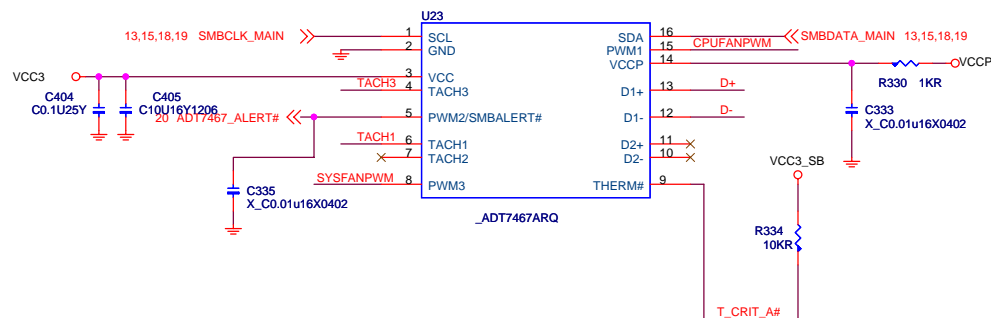 U23
13,15,18,19 SMBCLK_MAIN 1 SCL SDA 16 SMBDATA_MAIN 13,15,18,19
2 GND PWM1 15 CPUFANPWM
VCCP 14 VCCP
VCC3 3 VCC R330 1KR
TACH3 4 TACH3 D1+ 13 D+
C404 C405
C0.1U25Y C10U16Y1206
20 ADT7467_ALERT# 5 PWM2/SMBALERT# D1- 12 D-
C333
X_C0.01u16X0402
TACH1 6 TACH1 D2+ 11
7 TACH2 D2- 10
VCC3_SB
SYSFANPWM 8 PWM3 THERM# 9
C335
X_C0.01u16X0402
_ADT7467ARQ
R334
10KR
T_CRIT_A#